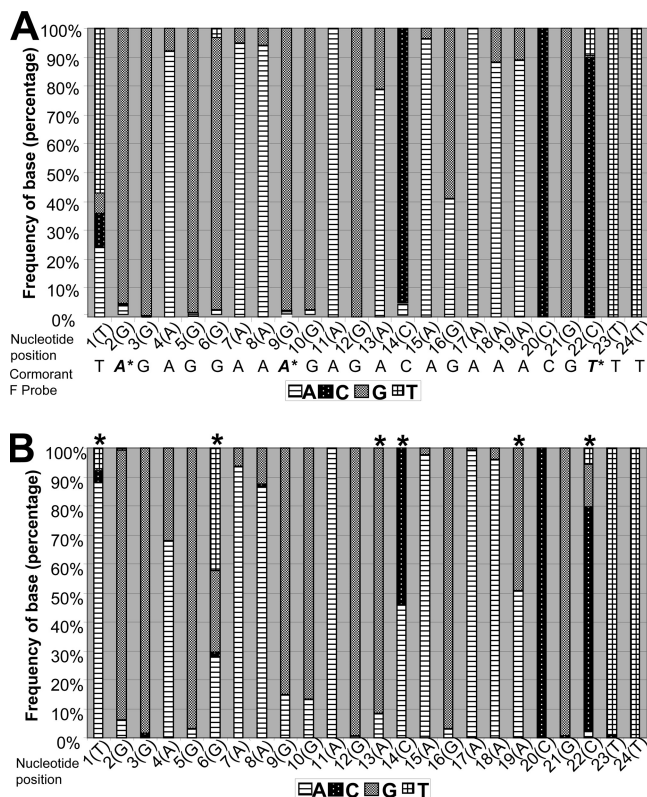 A
Frequency of base (percentage)
100%
90%
80%
70%
60%
50%
40%
30%
20%
10%
0%
Nucleotide position
1(T) 2(G) 3(G) 4(A) 5(G) 6(G) 7(A) 8(A) 9(G) 10(G) 11(A) 12(G) 13(A) 14(C) 15(A) 16(G) 17(A) 18(A) 19(A) 20(C) 21(G) 22(C) 23(T) 24(T)
Cormorant F Probe
T A* G A G G A A A* G A G A C A G A A A C G T* T T
A C G T
B
* * * * * *
Frequency of base (percentage)
100%
90%
80%
70%
60%
50%
40%
30%
20%
10%
0%
Nucleotide position
1(T) 2(G) 3(G) 4(A) 5(G) 6(G) 7(A) 8(A) 9(G) 10(G) 11(A) 12(G) 13(A) 14(C) 15(A) 16(G) 17(A) 18(A) 19(A) 20(C) 21(G) 22(C) 23(T) 24(T)
A C G T